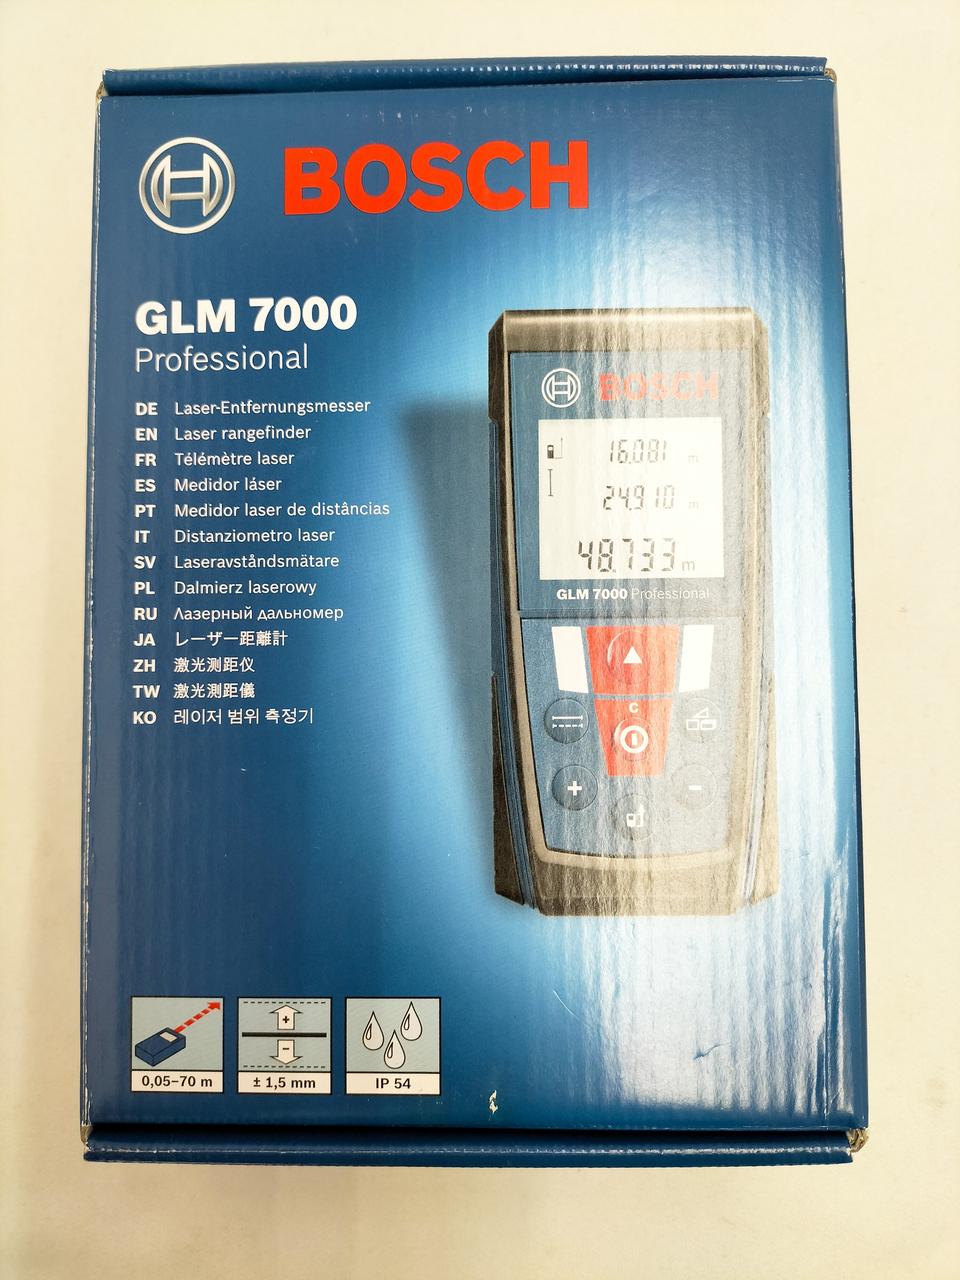 BOSCH
GLM 7000
Professional
DE Laser-Entfernungsmesser
EN Laser rangefinder
FR Télémètre laser
ES Medidor láser
PT Medidor laser de distâncias
IT Distanziometro laser
SV Laseravståndsmätare
PL Dalmierz laserowy
RU Лазерный дальномер
JA レーザー距離計
ZH 激光测距仪
TW 激光測距儀
KO 레이저 범위 측정기
BOSCH
16.081 m
24.910 m
48.733 m
GLM 7000 Professional
C
+ -
+
-
0,05–70 m
± 1,5 mm
IP 54